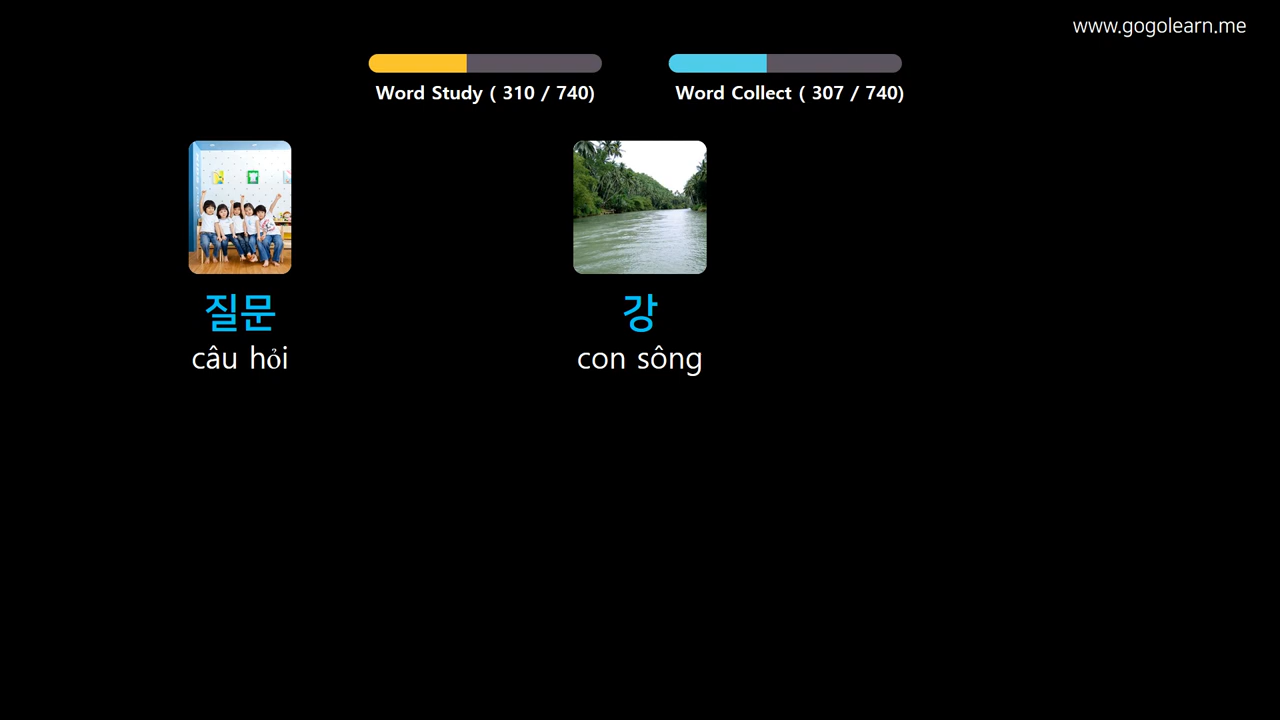 www.gogolearn.me
Word Study ( 310 / 740)
Word Collect ( 307 / 740)
질문
câu hỏi
강
con sông